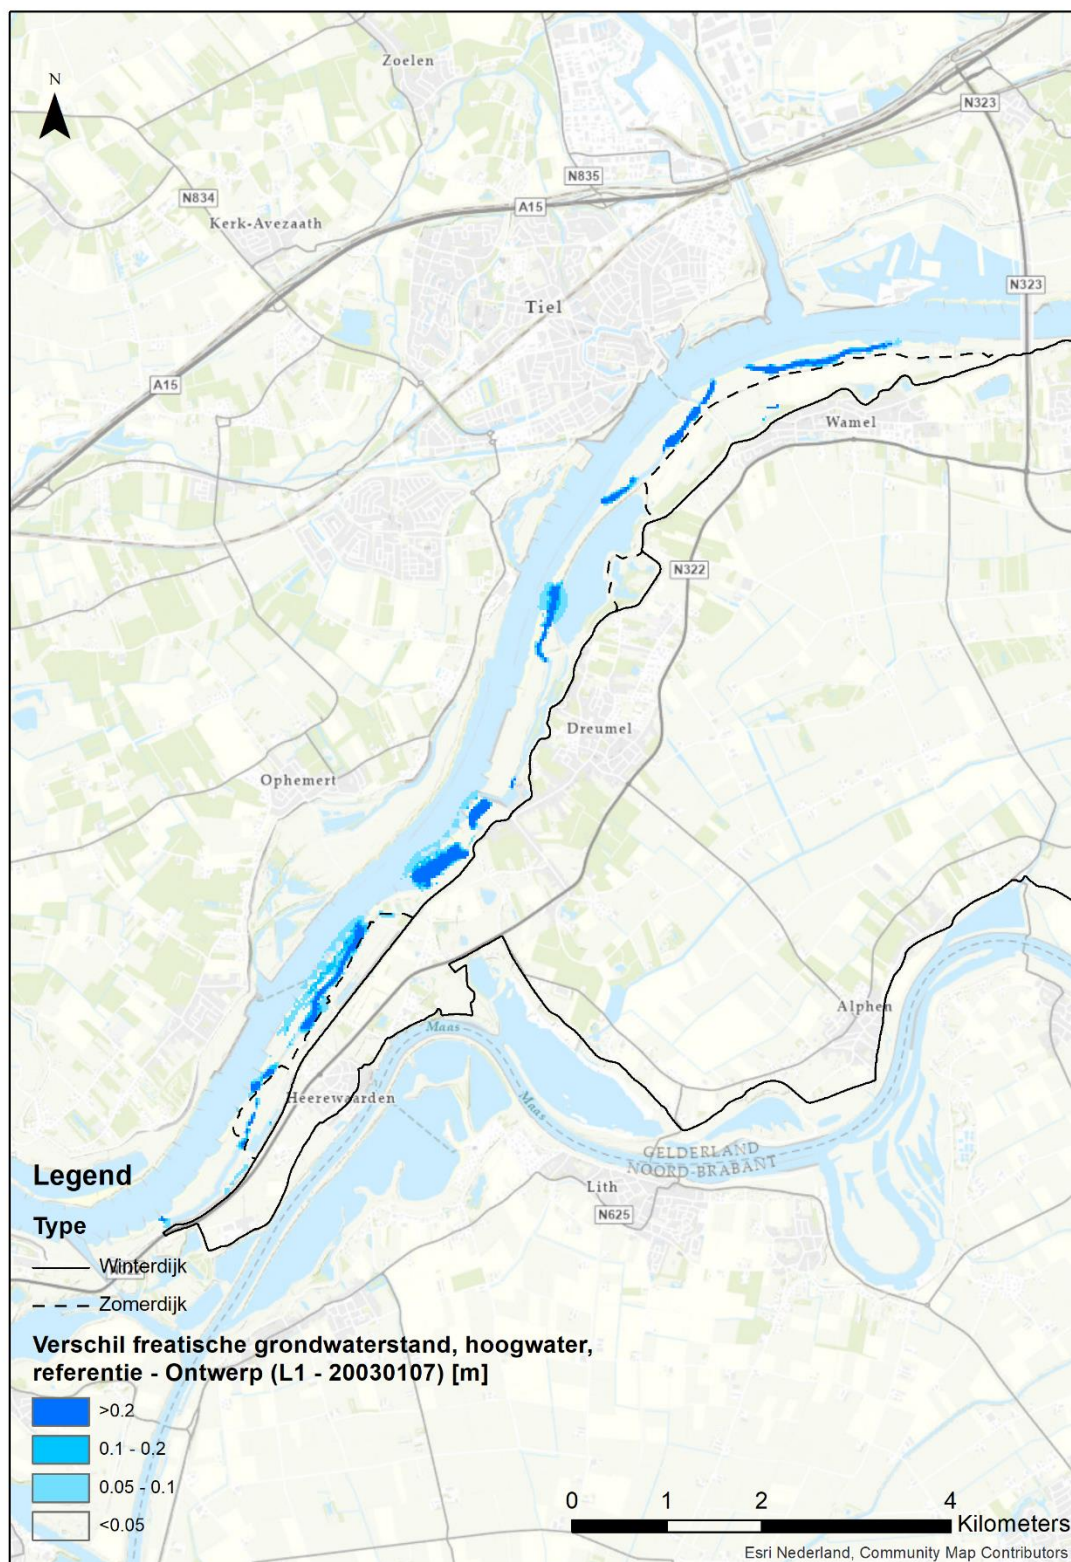 Zoelen
N
N323
N835
N834
A15
Kerk-Avezaath
N323
Tiel
A15
Wamel
N322
Dreumel
Ophemert
Alphen
Maas
Heerewaarden
Maas
GELDERLAND
NOORD-BRABANT
Lith
N625
Legend
Type
Winterdijk
Zomerdijk
Verschil freatische grondwaterstand, hoogwater,
referentie - Ontwerp (L1 - 20030107) [m]
>0.2
0.1 - 0.2
0.05 - 0.1
<0.05
0 1 2 4
Kilometers
Esri Nederland, Community Map Contributors